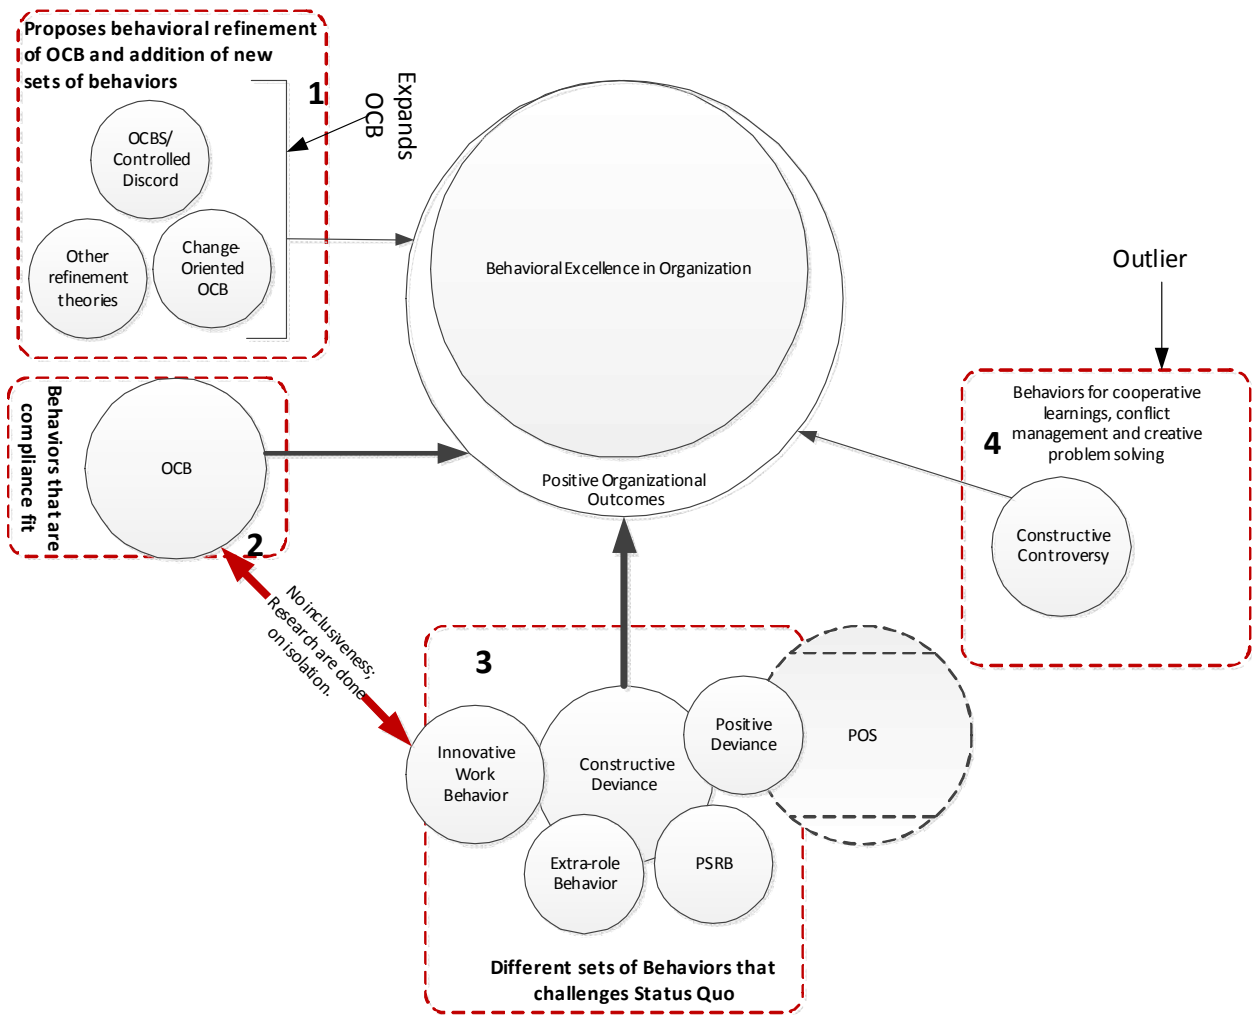 Proposes behavioral refinement
of OCB and addition of new
sets of behaviors
1
Expands
OCB
OCBS/
Controlled
Discord
Other
refinement
theories
Change-
Oriented
OCB
Behavioral Excellence in Organization
Positive Organizational
Outcomes
Outlier
Behaviors for cooperative
learnings, conflict
management and creative
problem solving
4
Constructive
Controversy
Behaviors that are
compliance fit
OCB
2
No inclusiveness;
Research are done
on isolation.
3
Innovative
Work
Behavior
Constructive
Deviance
Positive
Deviance
POS
Extra-role
Behavior
PSRB
Different sets of Behaviors that
challenges Status Quo